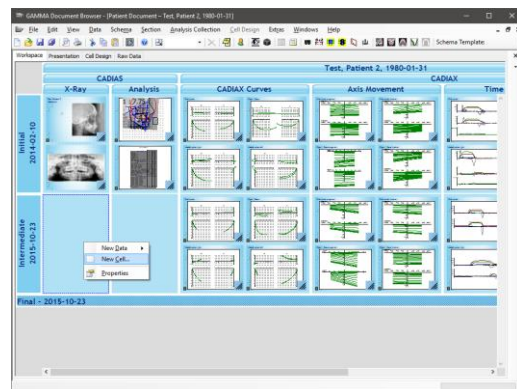 GAMMA Document Browser - [Patient Document – Test, Patient 2, 1980-01-31]
File Edit View Show Data Schema Section Analysis Collection Cell Design Extras Windows Help
Schema Template:
Workspace Presentation Cell Design Raw Data
Test, Patient 2, 1980-01-31
CADIAS
CADIAX
X-Ray
Analysis
CADIAX Curves
Axis Movement
Time
Initial
2014-02-10
Intermediate
2015-10-23
New Data
New Cell...
Properties
Final - 2015-10-23